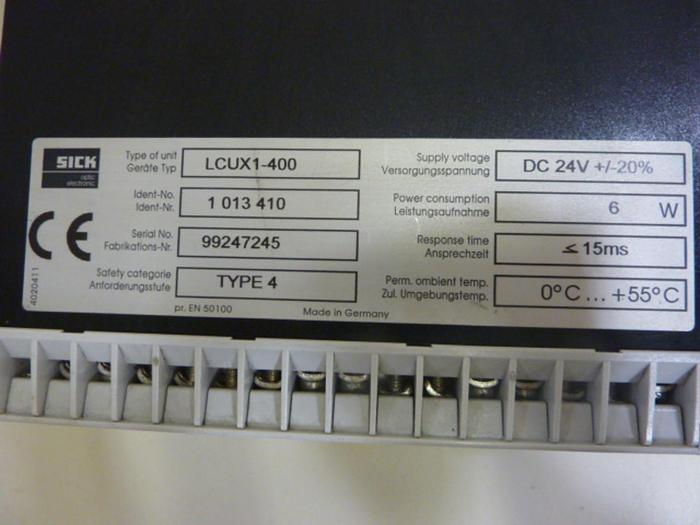 SICK
optic
electronic
Type of unit
Geräte Typ
LCUX1-400
Ident-No.
Ident-Nr.
1 013 410
Serial No.
Fabrikations-Nr.
99247245
Safety categorie
Anforderungsstufe
TYPE 4
pr. EN 50100
CE
4020411
Supply voltage
Versorgungsspannung
DC 24V +/-20%
Power consumption
Leistungsaufnahme
6 W
Response time
Ansprechzeit
≤ 15ms
Perm. ambient temp.
Zul. Umgebungstemp.
0°C ... +55°C
Made in Germany